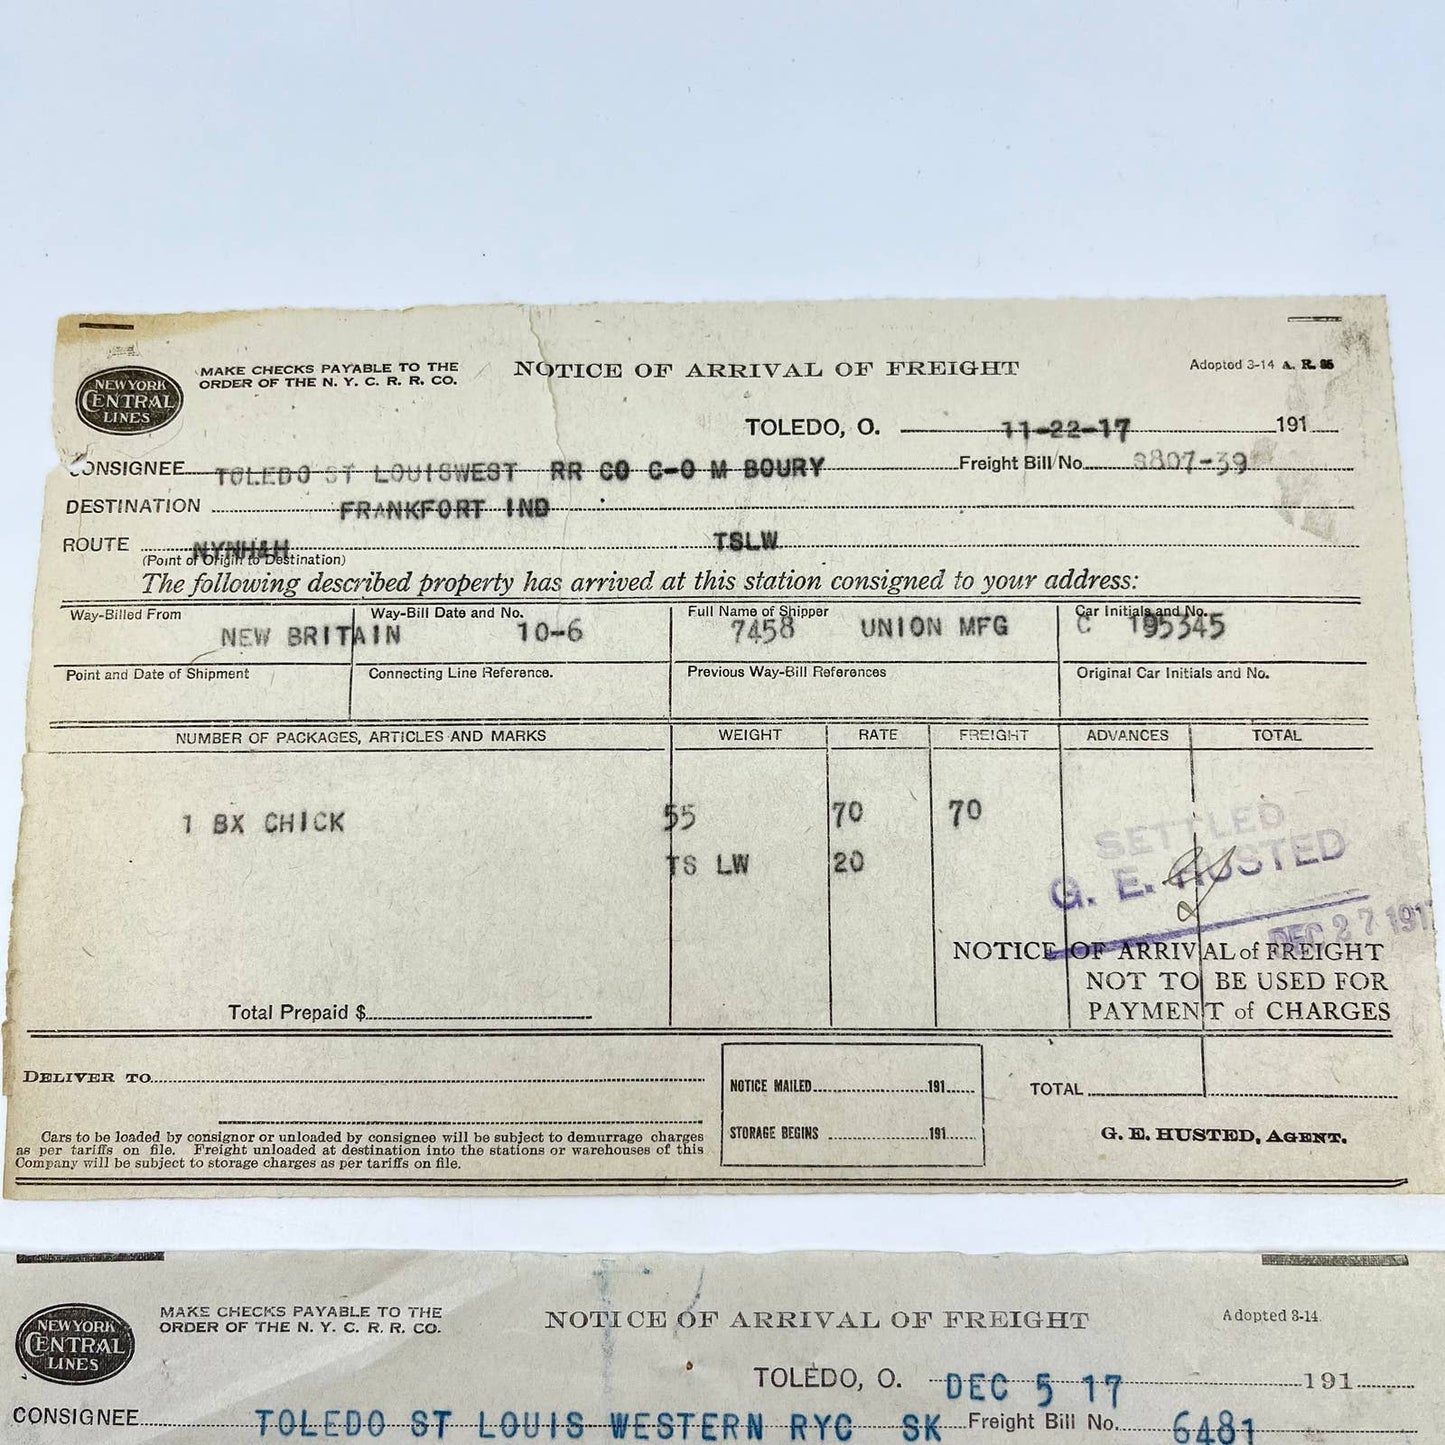 NEW YORK
CENTRAL
LINES
MAKE CHECKS PAYABLE TO THE
ORDER OF THE N. Y. C. R. R. CO.
NOTICE OF ARRIVAL OF FREIGHT
Adopted 3-14 A. R. 35
TOLEDO, O. 11-22-17 191
CONSIGNEE TOLEDO ST LOUISWEST RR CO C-O M BOURY Freight Bill No. 8807-39
DESTINATION FRANKFORT IND
ROUTE NYNH&H TSLW
(Point of Origin to Destination)
The following described property has arrived at this station consigned to your address:
Way-Billed From Way-Bill Date and No. Full Name of Shipper Car Initials and No.
NEW BRITAIN 10-6 7458 UNION MFG C 195345
Point and Date of Shipment Connecting Line Reference. Previous Way-Bill References Original Car Initials and No.
NUMBER OF PACKAGES, ARTICLES AND MARKS WEIGHT RATE FREIGHT ADVANCES TOTAL
1 BX CHICK 55 70 70
TS LW 20
SETTLED
G. E. HUSTED
DEC 27 1917
NOTICE OF ARRIVAL of FREIGHT
NOT TO BE USED FOR
PAYMENT of CHARGES
Total Prepaid $
DELIVER TO
NOTICE MAILED 191
STORAGE BEGINS 191
TOTAL
G. E. HUSTED, AGENT.
Cars to be loaded by consignor or unloaded by consignee will be subject to demurrage charges
as per tariffs on file. Freight unloaded at destination into the stations or warehouses of this
Company will be subject to storage charges as per tariffs on file.
NEW YORK
CENTRAL
LINES
MAKE CHECKS PAYABLE TO THE
ORDER OF THE N. Y. C. R. R. CO.
NOTICE OF ARRIVAL OF FREIGHT
Adopted 3-14.
TOLEDO, O. DEC 5 17 191
CONSIGNEE TOLEDO ST LOUIS WESTERN RYC SK Freight Bill No. 6481